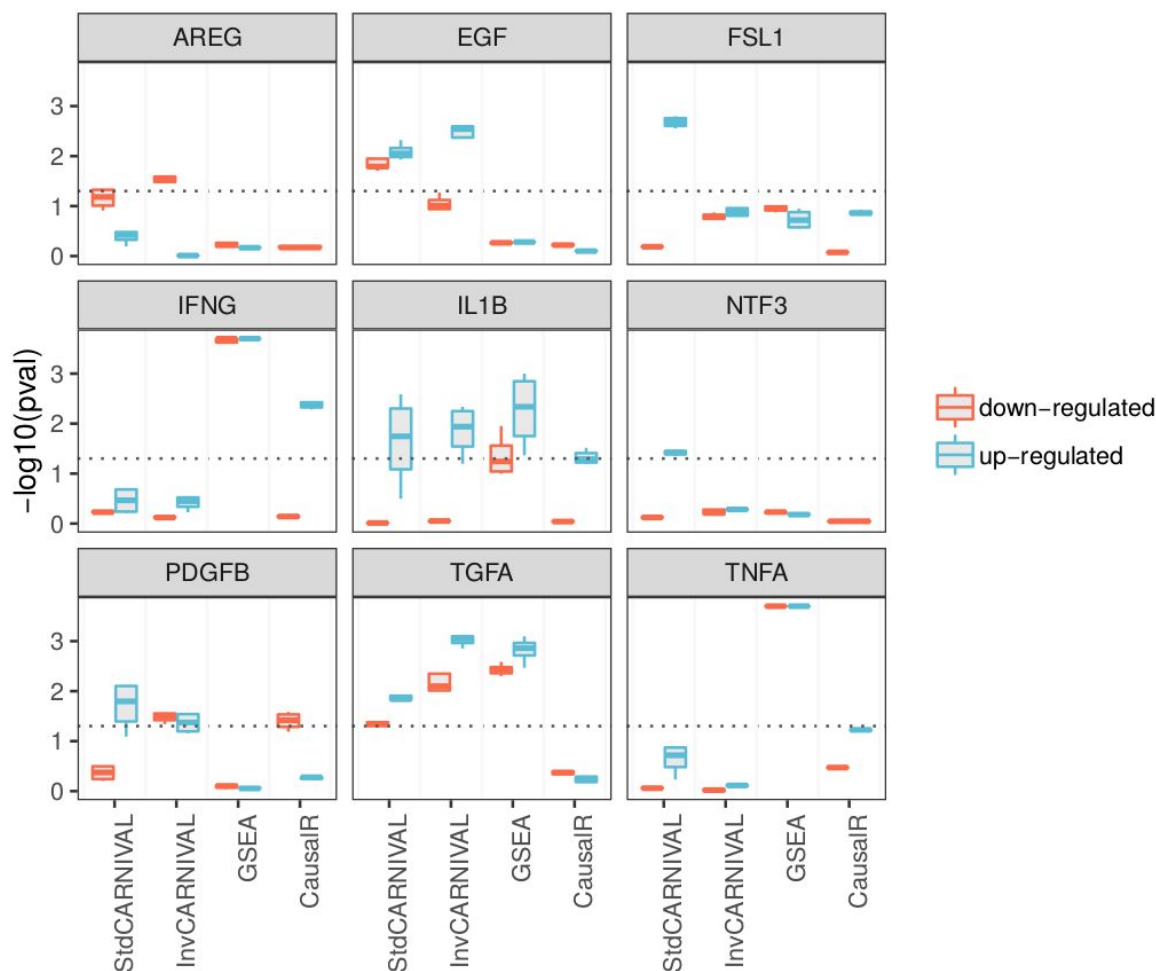 AREG EGF FSL1
3
2
1
0
IFNG IL1B NTF3
3
2
1
0
−log10(pval)
down−regulated
up−regulated
PDGFB TGFA TNFA
3
2
1
0
StdCARNIVAL InvCARNIVAL GSEA CausalR StdCARNIVAL InvCARNIVAL GSEA CausalR StdCARNIVAL InvCARNIVAL GSEA CausalR